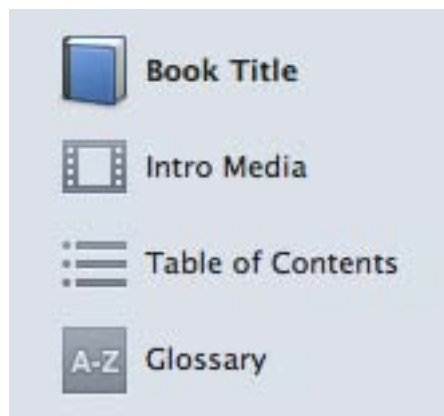 Book Title
Intro Media
Table of Contents
A-Z Glossary